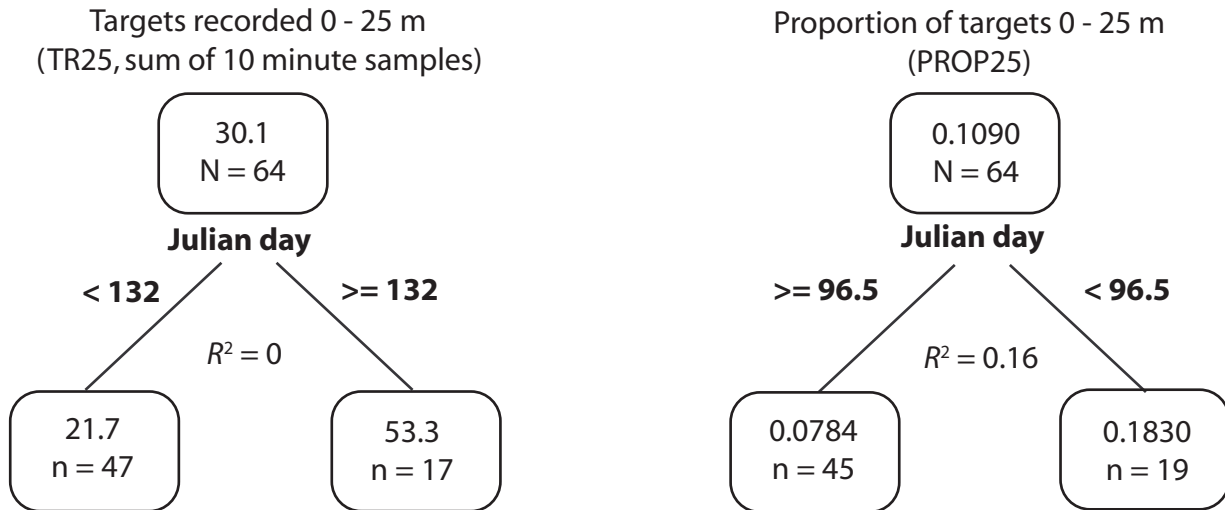 Targets recorded 0 - 25 m
(TR25, sum of 10 minute samples)
30.1
N = 64
Julian day
< 132
>= 132
R² = 0
21.7
n = 47
53.3
n = 17
Proportion of targets 0 - 25 m
(PROP25)
0.1090
N = 64
Julian day
>= 96.5
< 96.5
R² = 0.16
0.0784
n = 45
0.1830
n = 19